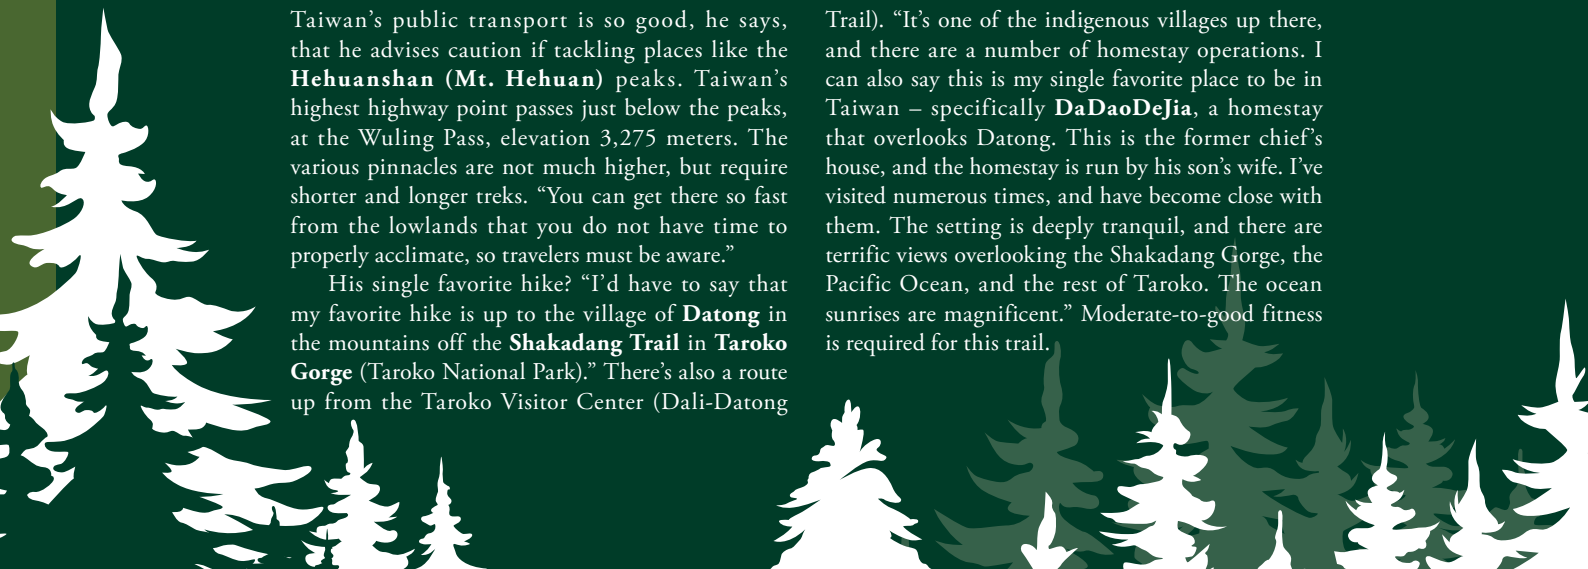 Taiwan’s public transport is so good, he says,
that he advises caution if tackling places like the
Hehuanshan (Mt. Hehuan) peaks. Taiwan’s
highest highway point passes just below the peaks,
at the Wuling Pass, elevation 3,275 meters. The
various pinnacles are not much higher, but require
shorter and longer treks. “You can get there so fast
from the lowlands that you do not have time to
properly acclimate, so travelers must be aware.”
His single favorite hike? “I’d have to say that
my favorite hike is up to the village of Datong in
the mountains off the Shakadang Trail in Taroko
Gorge (Taroko National Park).” There’s also a route
up from the Taroko Visitor Center (Dali-Datong
Trail). “It’s one of the indigenous villages up there,
and there are a number of homestay operations. I
can also say this is my single favorite place to be in
Taiwan – specifically DaDaoDeJia, a homestay
that overlooks Datong. This is the former chief’s
house, and the homestay is run by his son’s wife. I’ve
visited numerous times, and have become close with
them. The setting is deeply tranquil, and there are
terrific views overlooking the Shakadang Gorge, the
Pacific Ocean, and the rest of Taroko. The ocean
sunrises are magnificent.” Moderate-to-good fitness
is required for this trail.